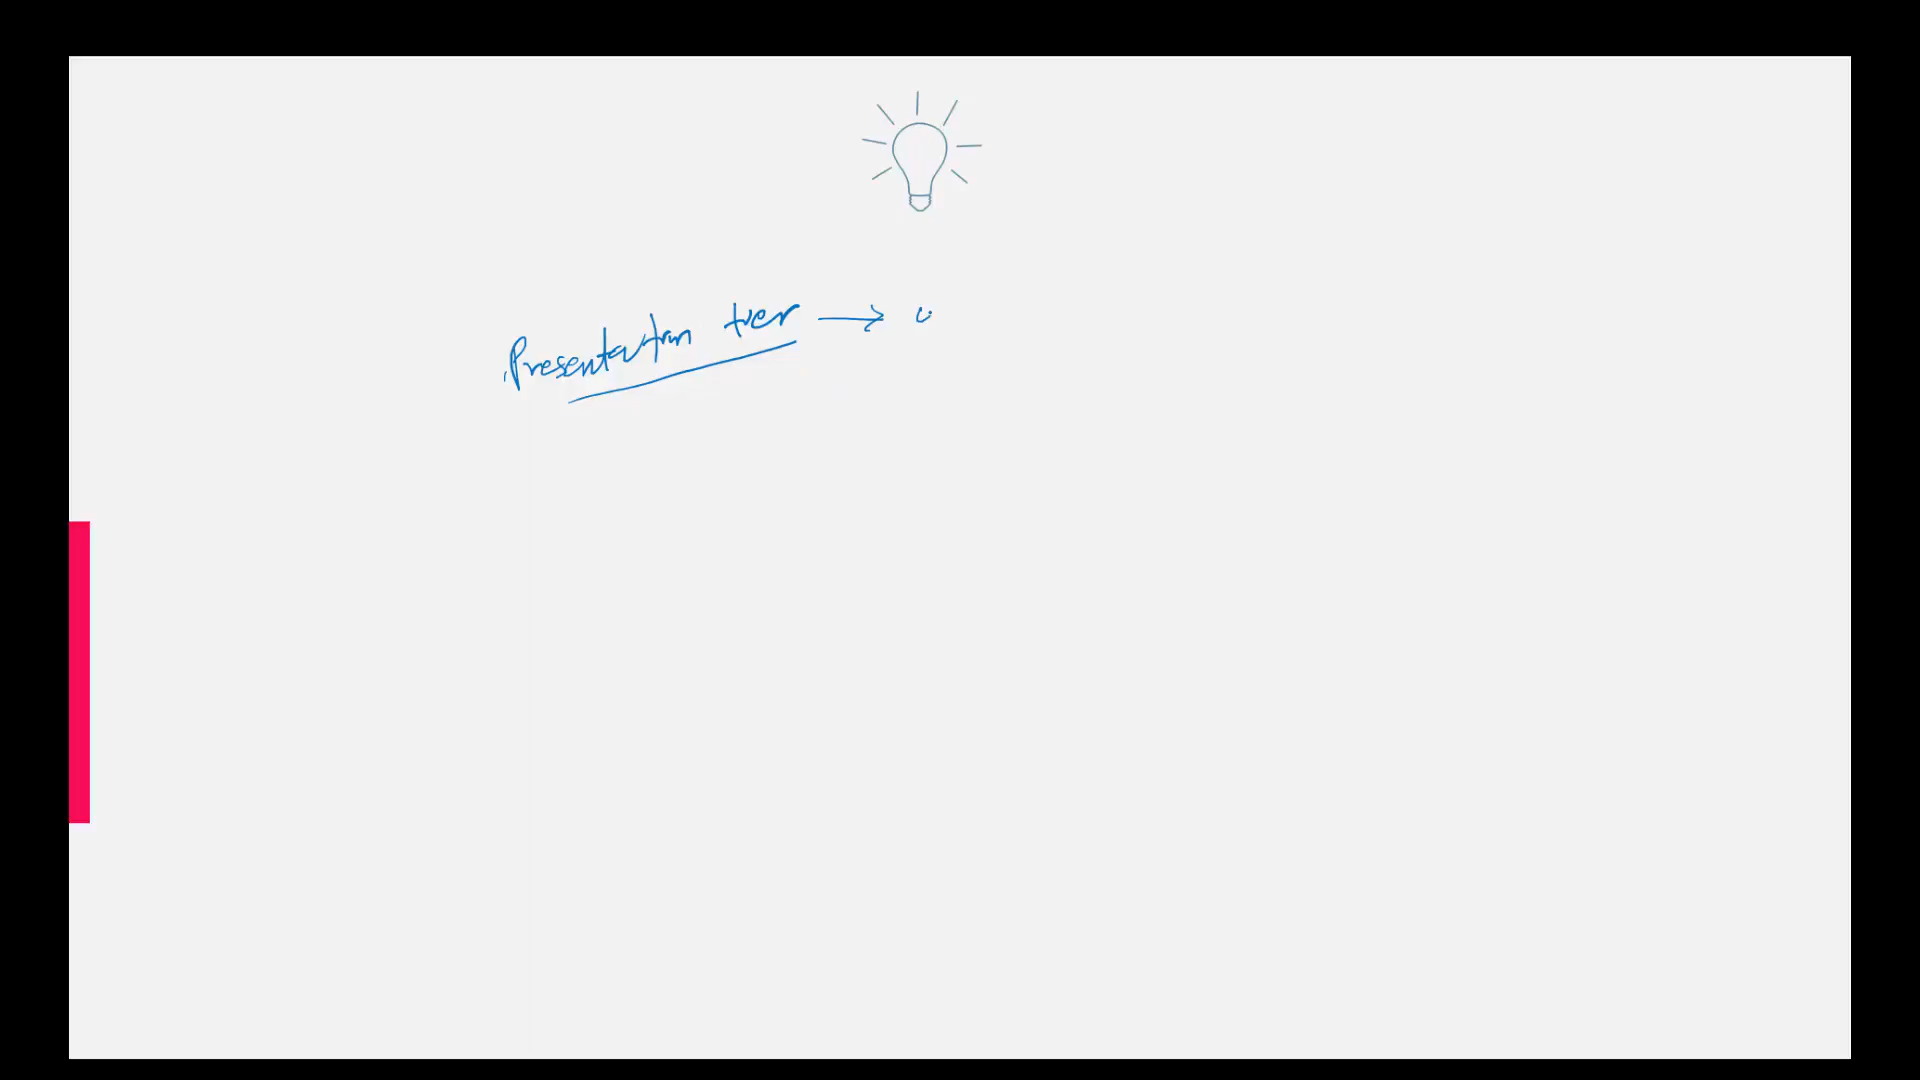 Presentation tier →